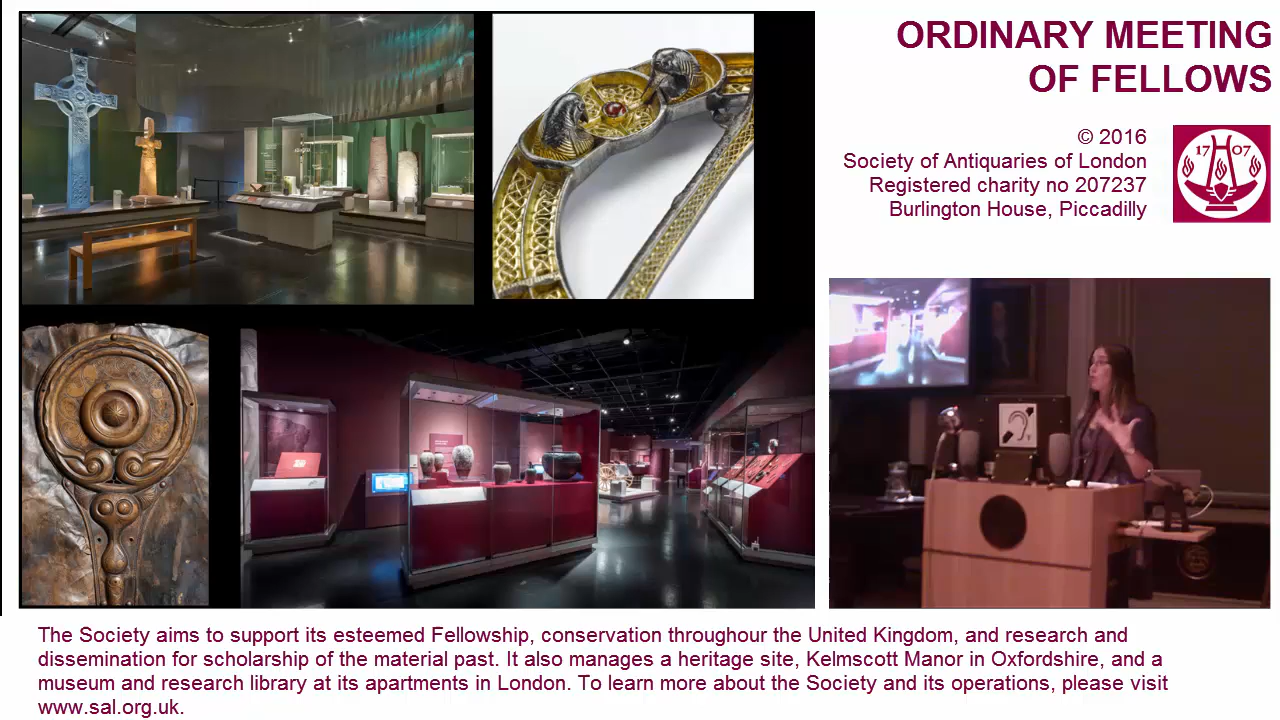 ORDINARY MEETING
OF FELLOWS
© 2016
Society of Antiquaries of London
Registered charity no 207237
Burlington House, Piccadilly
17 07
The Society aims to support its esteemed Fellowship, conservation throughour the United Kingdom, and research and
dissemination for scholarship of the material past. It also manages a heritage site, Kelmscott Manor in Oxfordshire, and a
museum and research library at its apartments in London. To learn more about the Society and its operations, please visit
www.sal.org.uk.